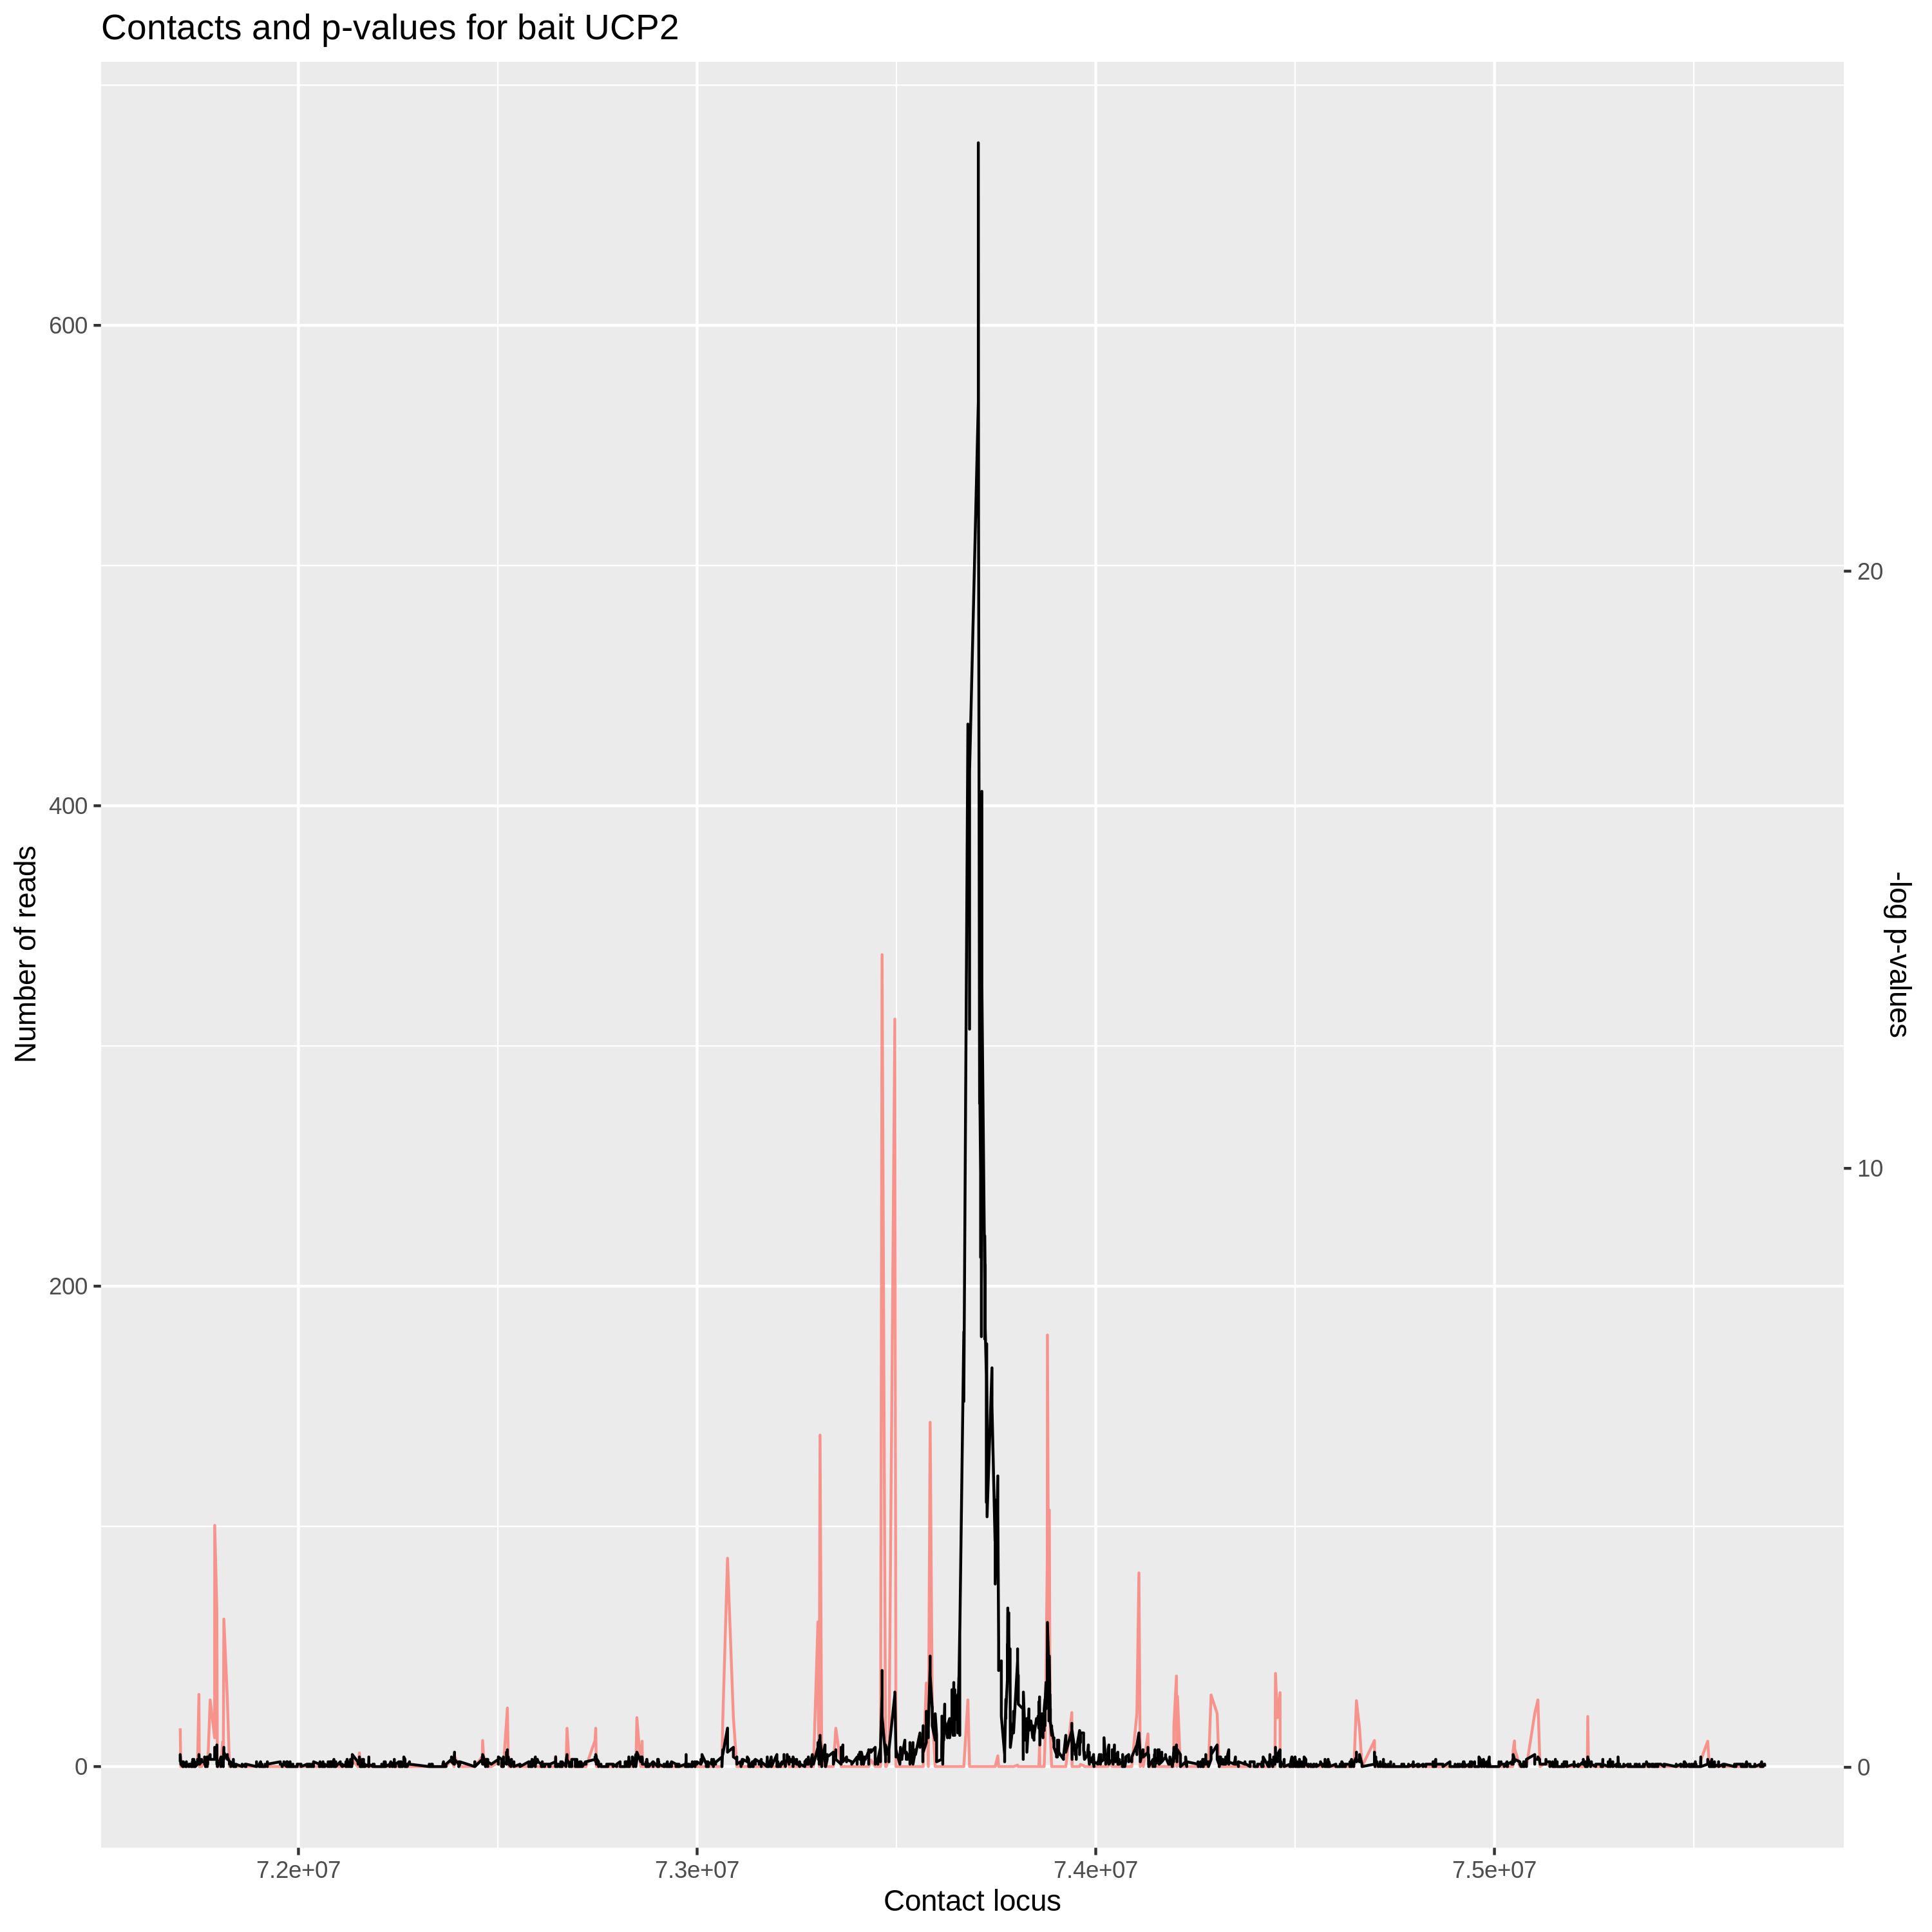 Contacts and p-values for bait UCP2
600
400
200
0
20
10
0
Number of reads
-log p-values
7.2e+07
7.3e+07
7.4e+07
7.5e+07
Contact locus